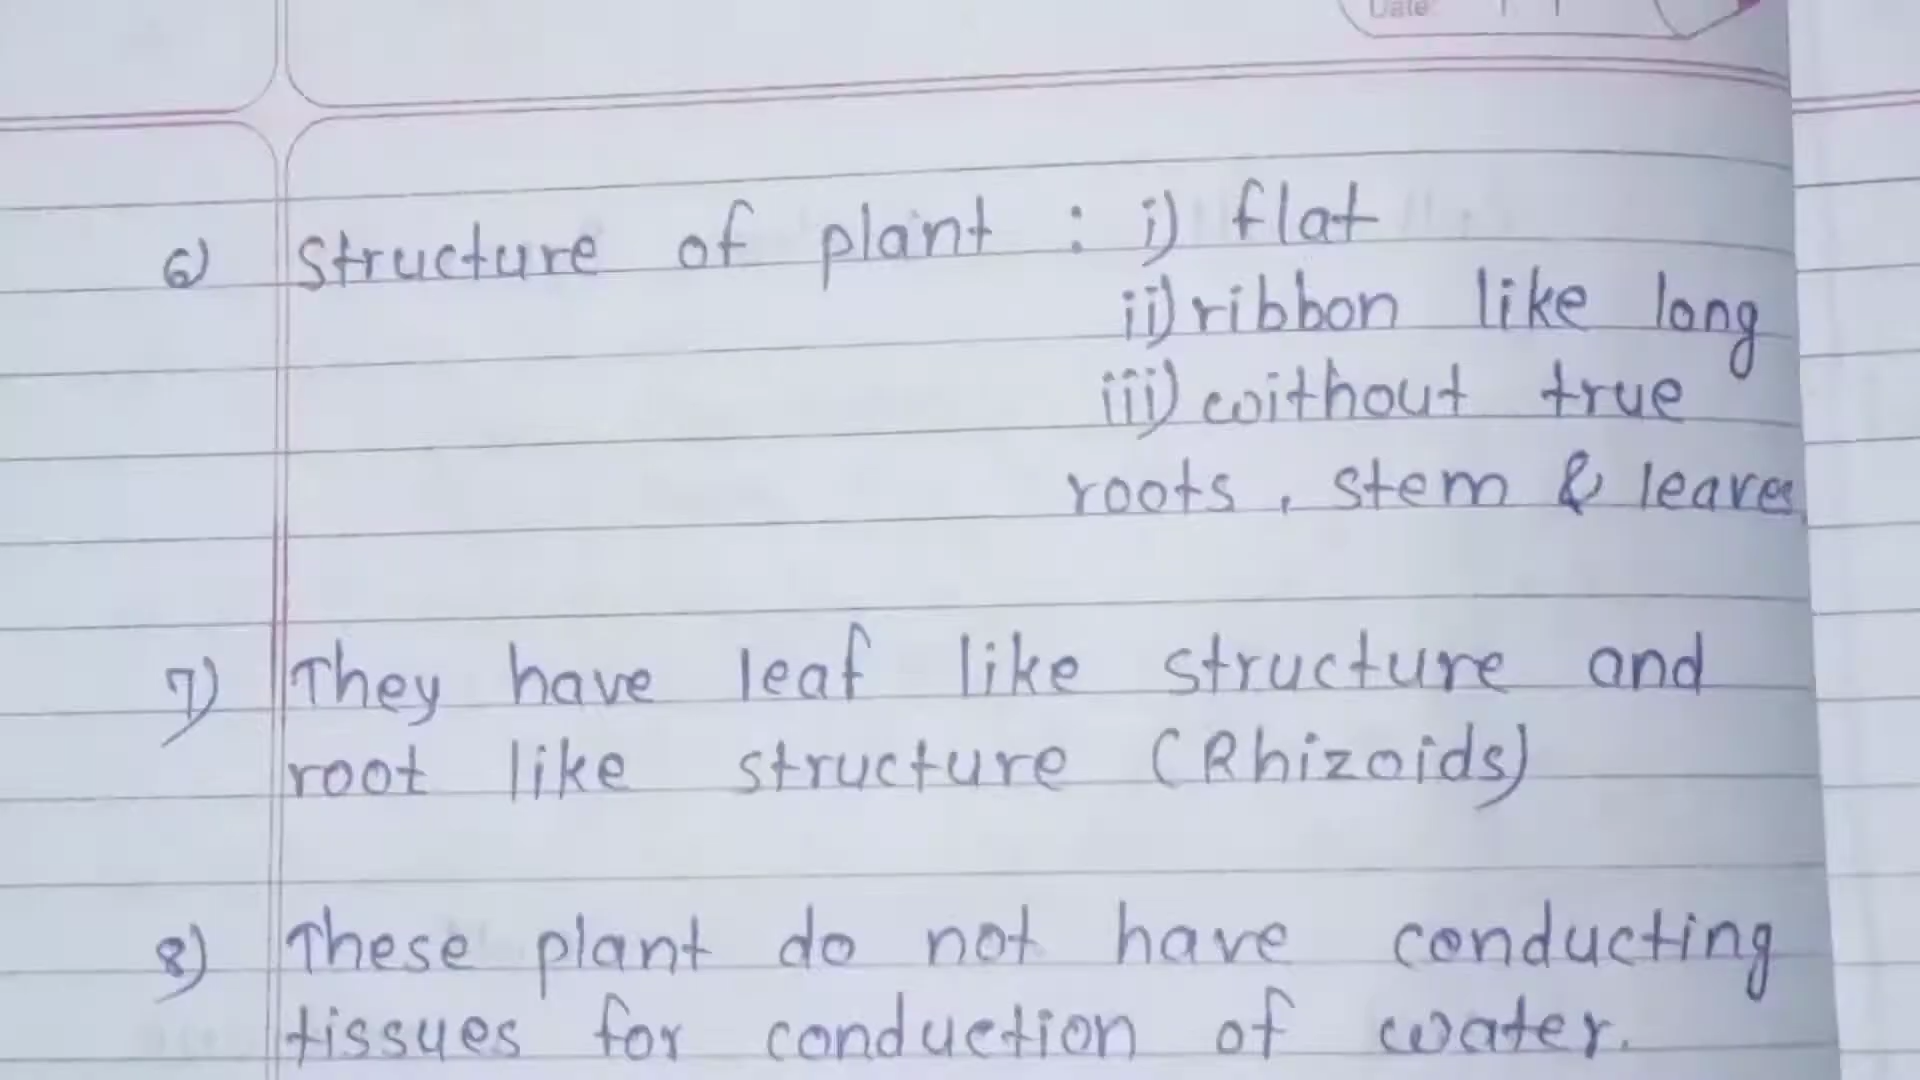 Date:
6) Structure of plant : i) flat
ii) ribbon like long
iii) without true
roots, stem & leaves
7) They have leaf like structure and
root like structure (Rhizoids)
8) These plant do not have conducting
tissues for conduction of water.